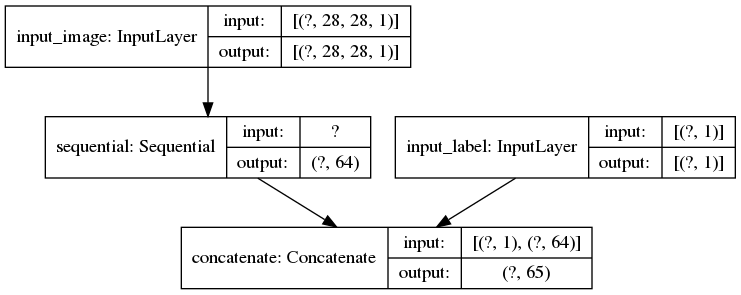 input_image: InputLayer
input: [(?, 28, 28, 1)]
output: [(?, 28, 28, 1)]
sequential: Sequential
input: ?
output: (?, 64)
input_label: InputLayer
input: [(?, 1)]
output: [(?, 1)]
concatenate: Concatenate
input: [(?, 1), (?, 64)]
output: (?, 65)